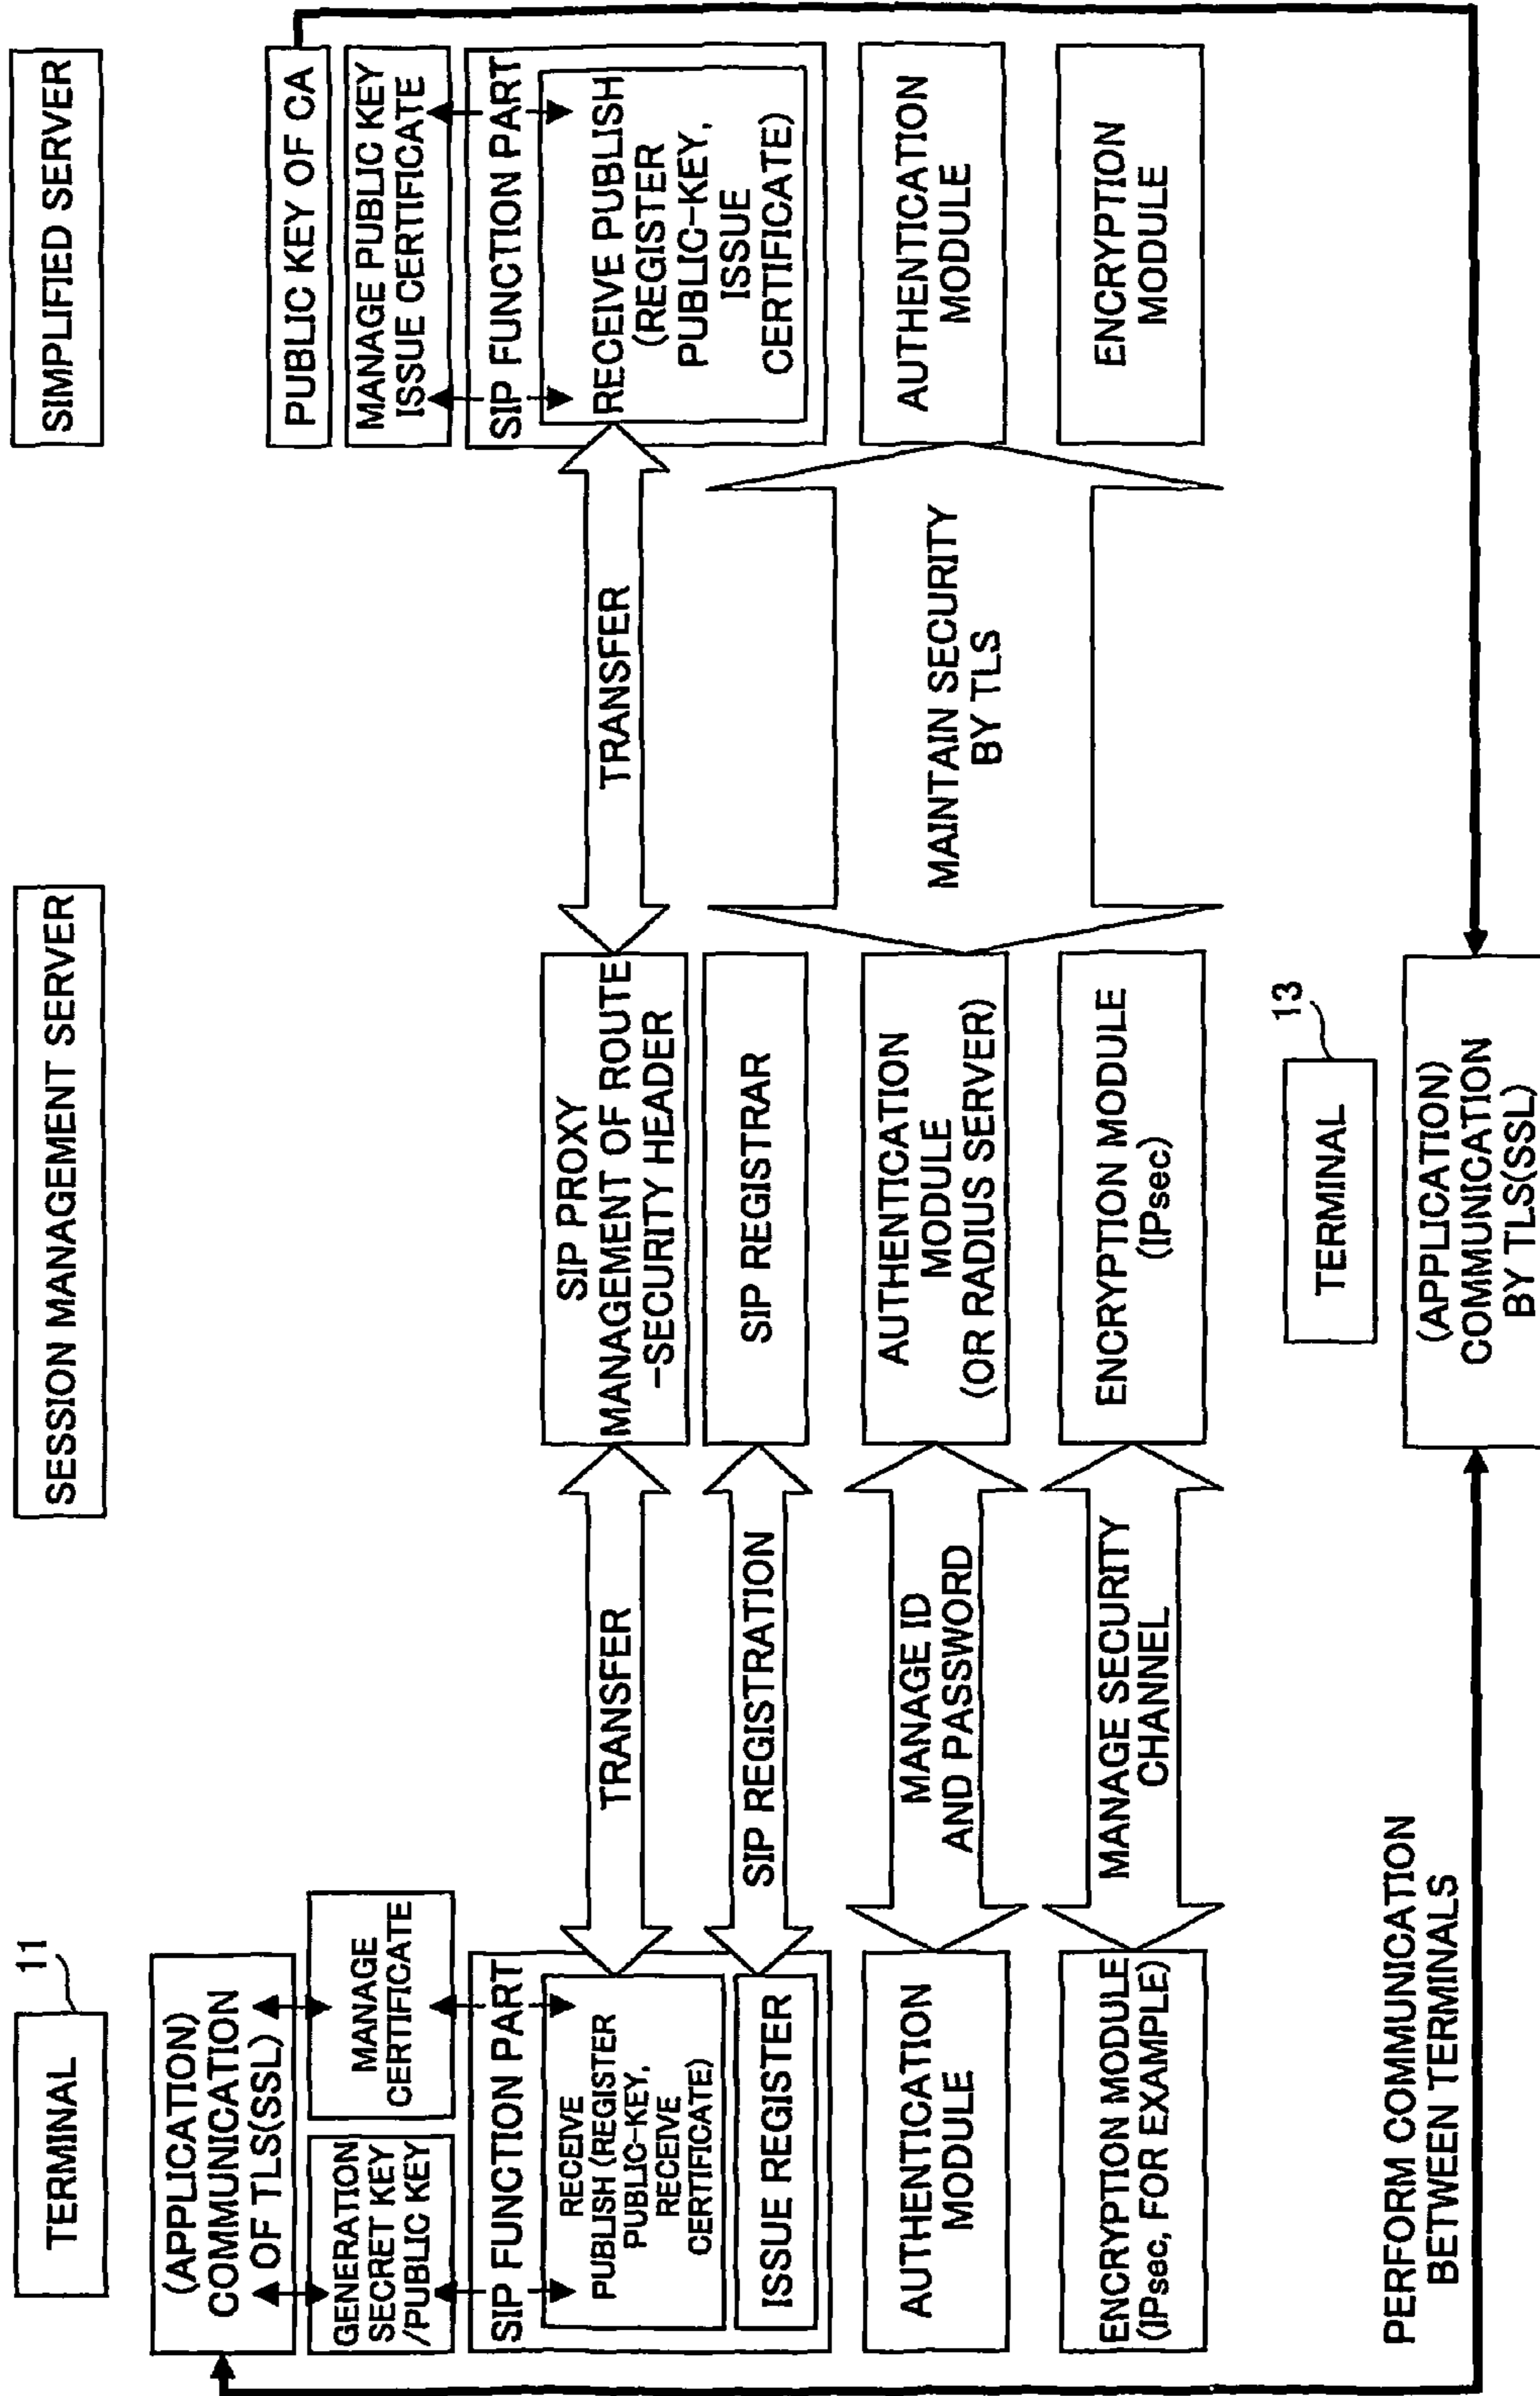 TERMINAL
11
(APPLICATION)
COMMUNICATION
OF TLS(SSL)
GENERATION
SECRET KEY
/PUBLIC KEY
MANAGE
CERTIFICATE
SIP FUNCTION PART
RECEIVE
PUBLISH (REGISTER
PUBLIC-KEY,
RECEIVE
CERTIFICATE)
ISSUE REGISTER
AUTHENTICATION
MODULE
ENCRYPTION MODULE
(IPsec, FOR EXAMPLE)
PERFORM COMMUNICATION
BETWEEN TERMINALS
TRANSFER
SIP REGISTRATION
MANAGE ID
AND PASSWORD
MANAGE SECURITY
CHANNEL
SESSION MANAGEMENT SERVER
SIP PROXY
MANAGEMENT OF ROUTE
-SECURITY HEADER
SIP REGISTRAR
AUTHENTICATION
MODULE
(OR RADIUS SERVER)
ENCRYPTION MODULE
(IPsec)
TERMINAL
13
(APPLICATION)
COMMUNICATION
BY TLS(SSL)
TRANSFER
MAINTAIN SECURITY
BY TLS
SIMPLIFIED SERVER
PUBLIC KEY OF CA
MANAGE PUBLIC KEY
ISSUE CERTIFICATE
SIP FUNCTION PART
RECEIVE PUBLISH
(REGISTER
PUBLIC-KEY,
ISSUE
CERTIFICATE)
AUTHENTICATION
MODULE
ENCRYPTION
MODULE